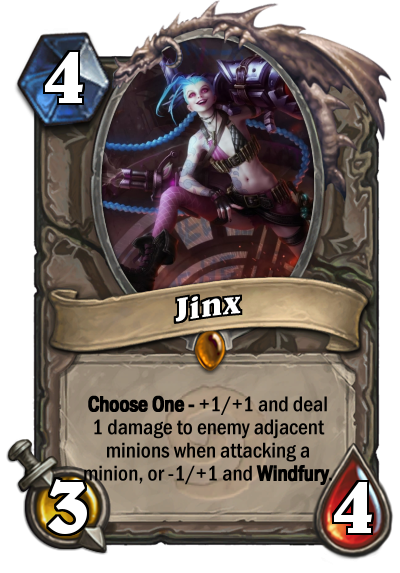 4
Jinx
Choose One - +1/+1 and deal
1 damage to enemy adjacent
minions when attacking a
minion, or -1/+1 and Windfury.
3
4